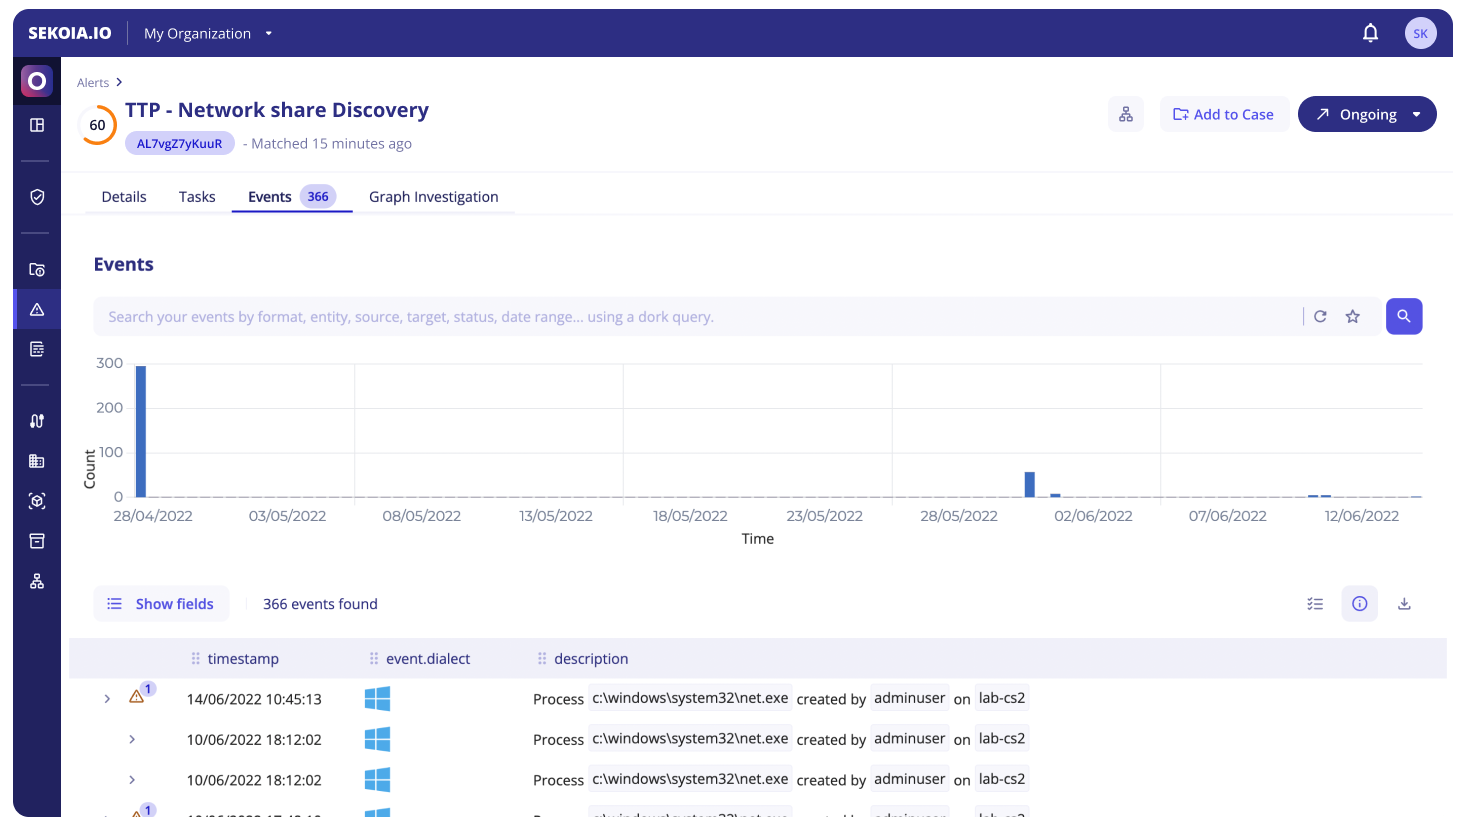 SEKOIA.IO My Organization SK
Alerts
60 TTP - Network share Discovery
AL7vgZ7yKuuR - Matched 15 minutes ago
Add to Case Ongoing
Details Tasks Events 366 Graph Investigation
Events
Search your events by format, entity, source, target, status, date range... using a dork query.
300
200
100
0
Count
28/04/2022 03/05/2022 08/05/2022 13/05/2022 18/05/2022 23/05/2022 28/05/2022 02/06/2022 07/06/2022 12/06/2022
Time
Show fields 366 events found
timestamp event.dialect description
1 14/06/2022 10:45:13 Process c:\windows\system32\net.exe created by adminuser on lab-cs2
10/06/2022 18:12:02 Process c:\windows\system32\net.exe created by adminuser on lab-cs2
10/06/2022 18:12:02 Process c:\windows\system32\net.exe created by adminuser on lab-cs2
1